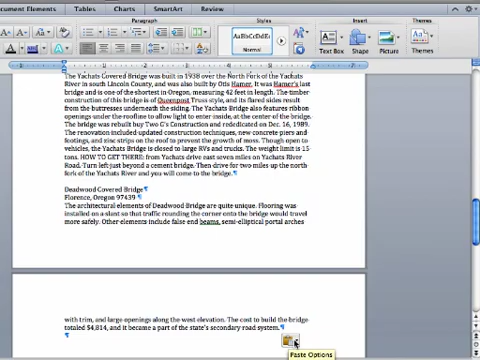 ocument Elements Tables Charts SmartArt Review
Paragraph Styles Insert Themes
AaBbCcDdEe
Normal
Text Box Shape Picture Themes
The Yachats Covered Bridge was built in 1938 over the North Fork of the Yachats
River in south Lincoln County, and was also built by Otis Hamer. It was Hamer's last
bridge and is one of the shortest in Oregon, measuring 42 feet in length. The timber
construction of this bridge is of Queenpost Truss style, and its flared sides result
from the buttresses underneath the siding. The Yachats Bridge also features ribbon
openings under the roofline to allow light to enter inside, at the center of the bridge.
The bridge was rebuilt buy Two G's Construction and rededicated on Dec. 16, 1989.
The renovation included updated construction techniques, new concrete piers and
footings, and zinc strips on the roof to prevent the growth of moss. Though open to
vehicles, the Yachats Bridge is closed to large RVs and trucks. The weight limit is 15
tons. HOW TO GET THERE: from Yachats drive east seven miles on Yachats River
Road. Turn left just beyond a cement bridge. Then drive for two miles up the north
fork of the Yachats River and you will come to the bridge.¶
Deadwood Covered Bridge¶
Florence, Oregon 97439 ¶
The architectural elements of Deadwood Bridge are quite unique. Flooring was
installed on a slant so that traffic rounding the corner onto the bridge would travel
more safely. Other elements include false end beams, semi-elliptical portal arches
with trim, and large openings along the west elevation. The cost to build the bridge
totaled $4,814, and it became a part of the state's secondary road system.¶
¶
Paste Options